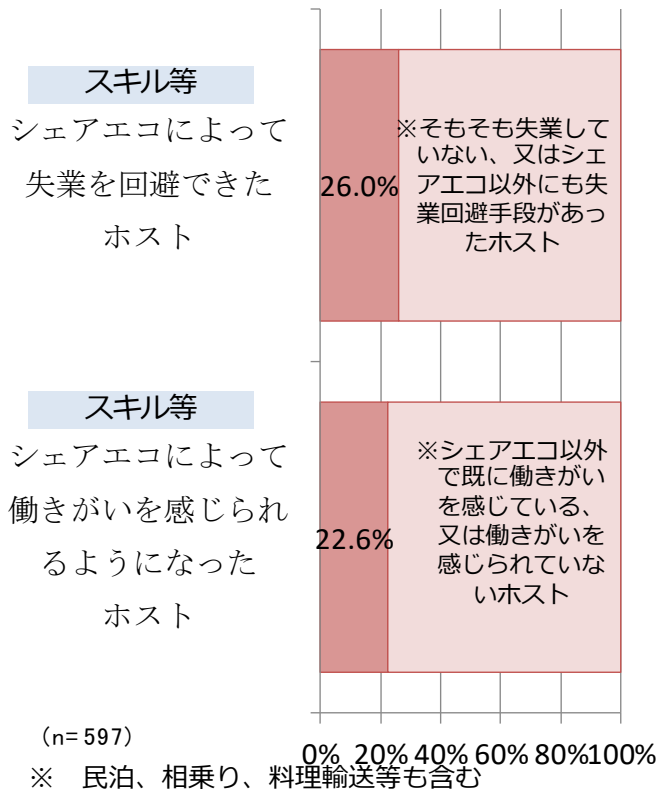 スキル等
シェアエコによって
失業を回避できた
ホスト
26.0%
※そもそも失業して
いない、又はシェ
アエコ以外にも失
業回避手段があっ
たホスト
スキル等
シェアエコによって
働きがいを感じられ
るようになった
ホスト
22.6%
※シェアエコ以外
で既に働きがい
を感じている、
又は働きがいを
感じられていな
いホスト
(n=597)
0% 20% 40% 60% 80% 100%
※　民泊、相乗り、料理輸送等も含む